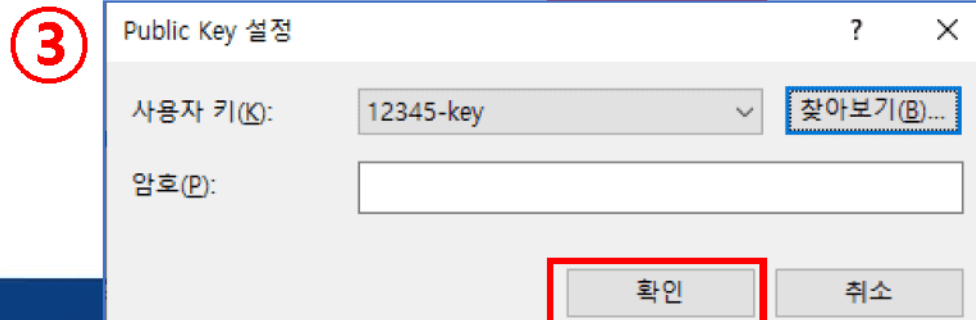 ③
Public Key 설정
?
사용자 키(K):
12345-key
찾아보기(B)...
암호(P):
확인
취소